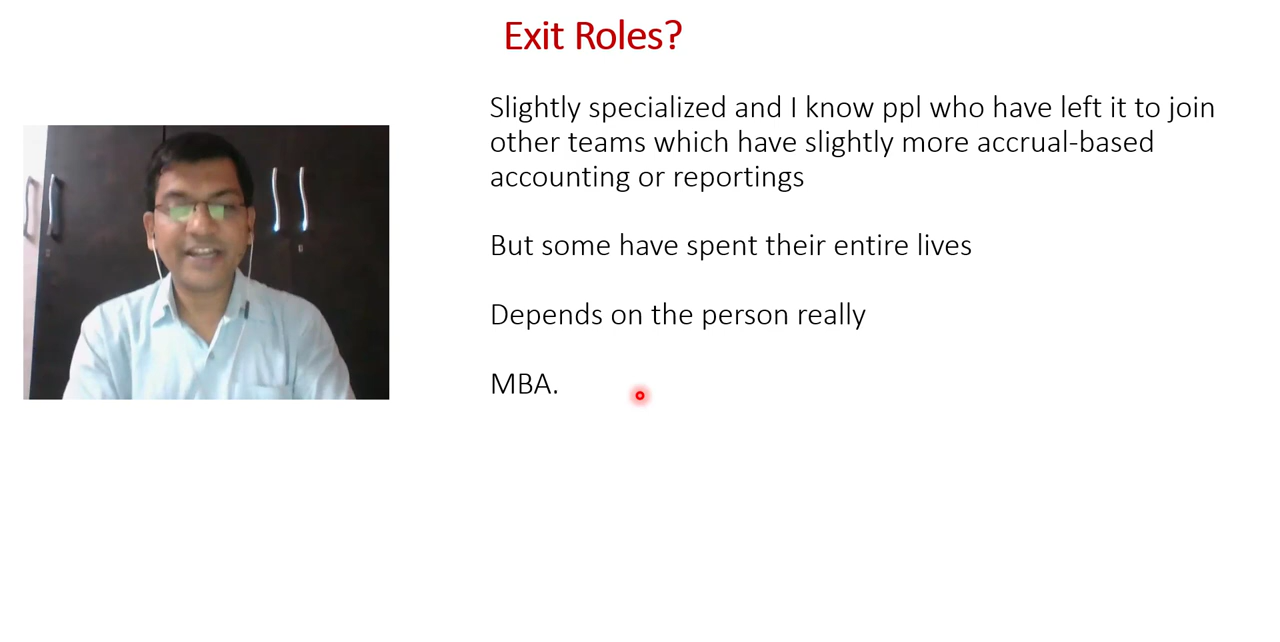 Exit Roles?
Slightly specialized and I know ppl who have left it to join
other teams which have slightly more accrual-based
accounting or reportings
But some have spent their entire lives
Depends on the person really
MBA.